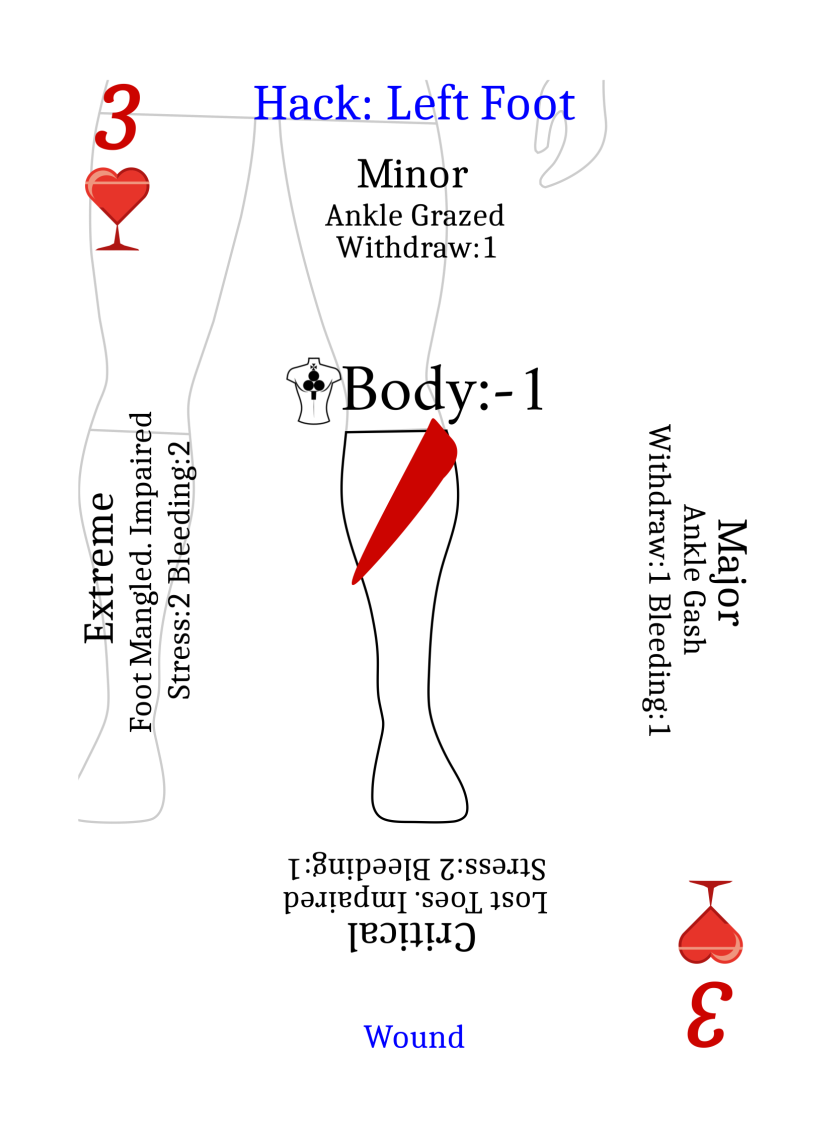 3
Hack: Left Foot
Minor
Ankle Grazed
Withdraw:1
Body:-1
Extreme
Foot Mangled. Impaired
Stress:2 Bleeding:2
Major
Ankle Gash
Withdraw:1 Bleeding:1
Critical
Lost Toes. Impaired
Stress:2 Bleeding:1
Wound
3